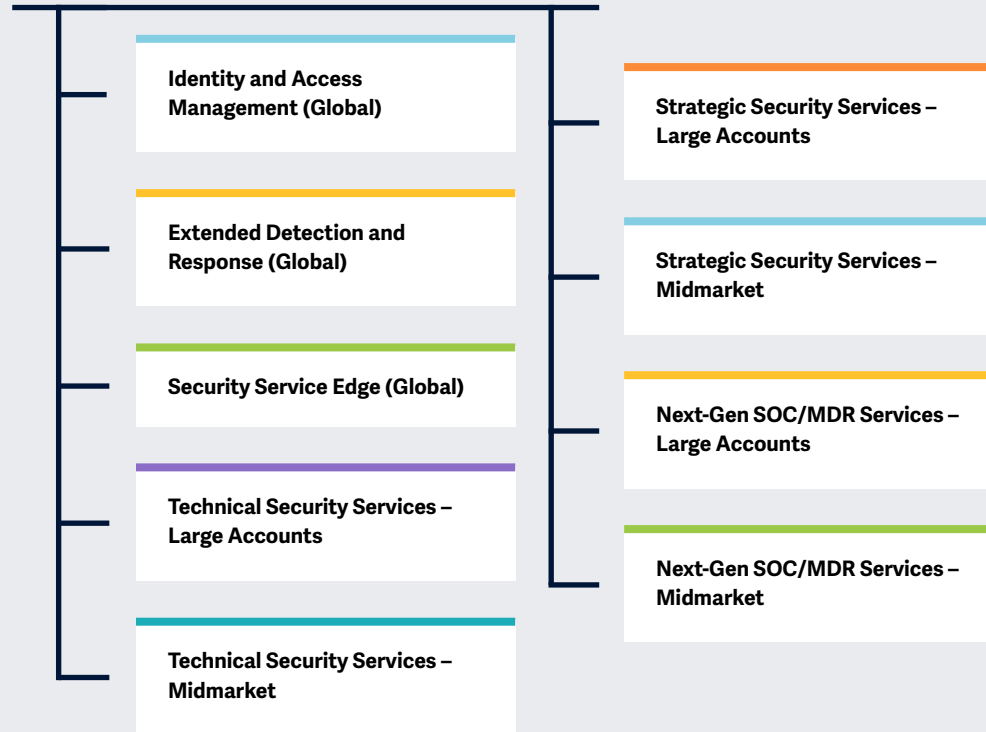 Identity and Access
Management (Global)
Extended Detection and
Response (Global)
Security Service Edge (Global)
Technical Security Services –
Large Accounts
Technical Security Services –
Midmarket
Strategic Security Services –
Large Accounts
Strategic Security Services –
Midmarket
Next-Gen SOC/MDR Services –
Large Accounts
Next-Gen SOC/MDR Services –
Midmarket